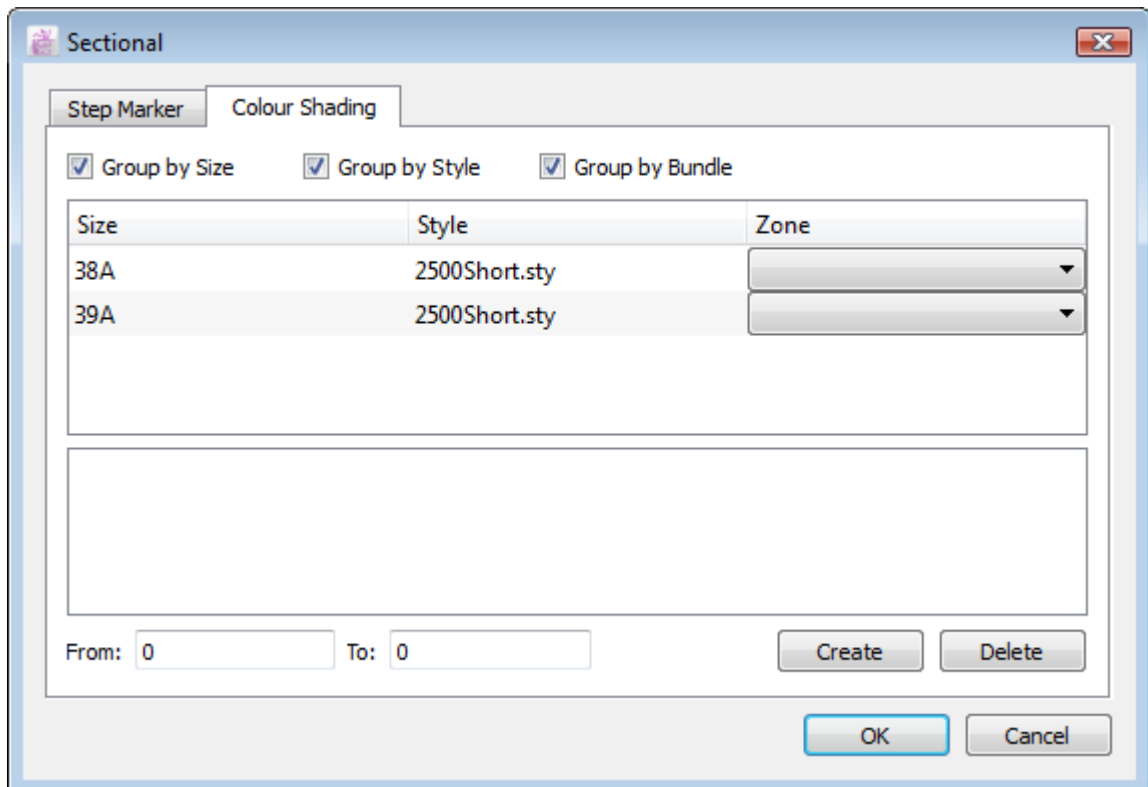 Sectional
Step Marker Colour Shading
Group by Size Group by Style Group by Bundle
Size Style Zone
38A 2500Short.sty
39A 2500Short.sty
From: 0 To: 0 Create Delete
OK Cancel